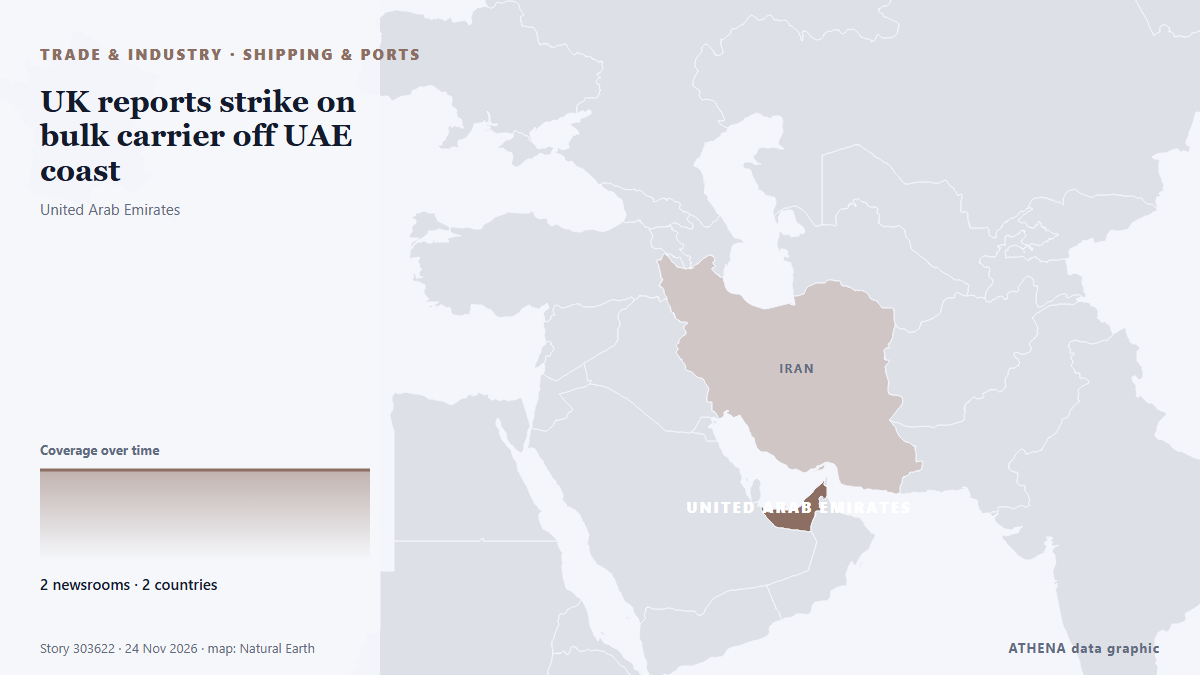 TRADE & INDUSTRY · SHIPPING & PORTS
UK reports strike on
bulk carrier off UAE
coast
United Arab Emirates
IRAN
UNITED ARAB EMIRATES
Coverage over time
2 newsrooms · 2 countries
Story 303622 · 24 Nov 2026 · map: Natural Earth
ATHENA data graphic